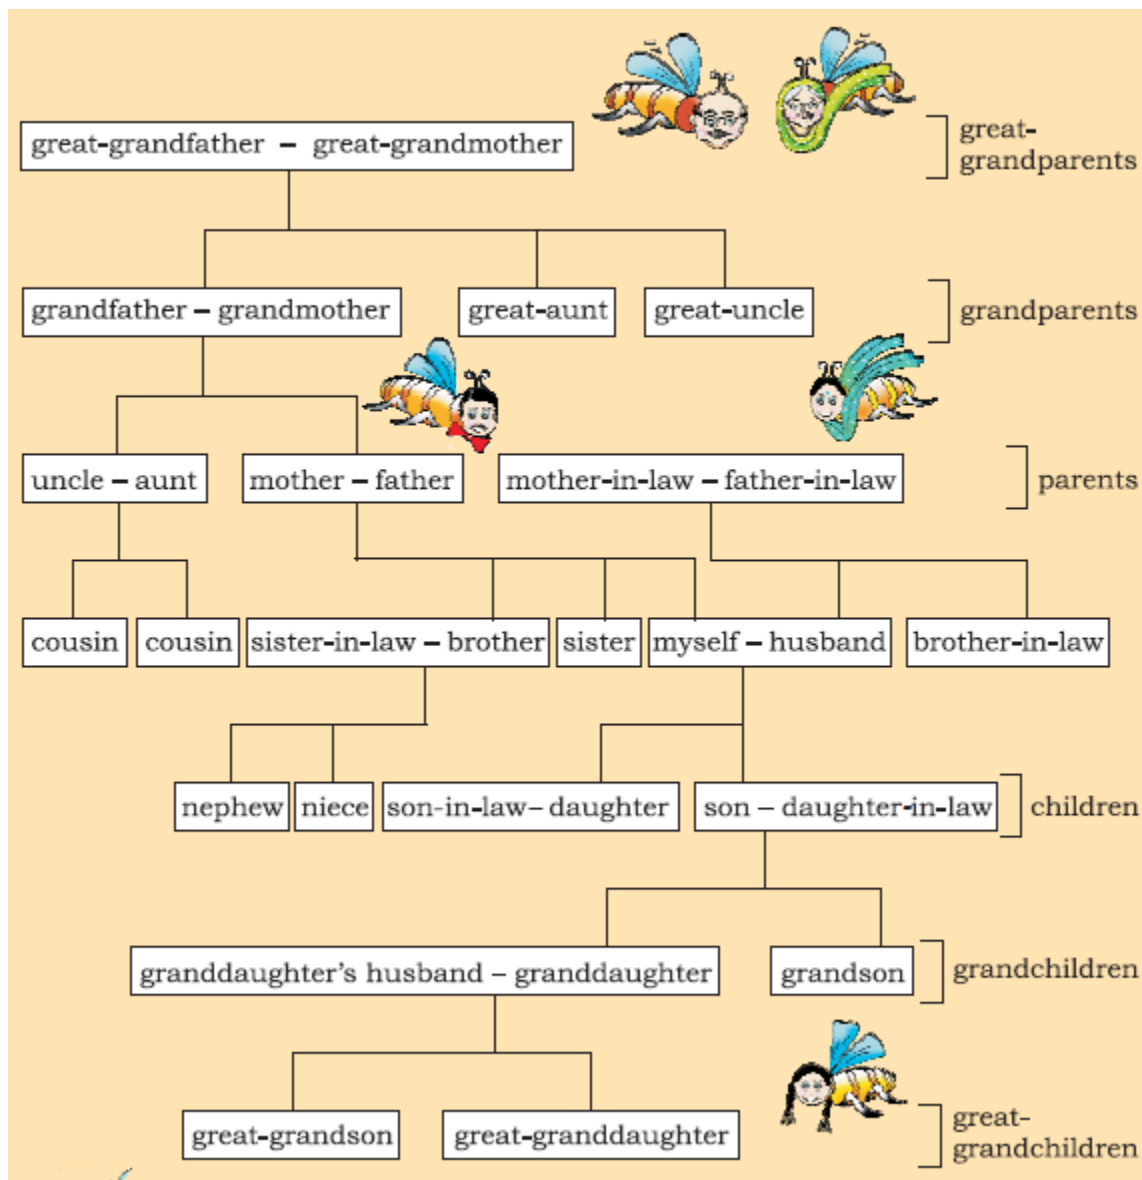 great-grandfather – great-grandmother
great-
grandparents
grandfather – grandmother
great-aunt
great-uncle
grandparents
uncle – aunt
mother – father
mother-in-law – father-in-law
parents
cousin
cousin
sister-in-law – brother
sister
myself – husband
brother-in-law
nephew
niece
son-in-law– daughter
son – daughter-in-law
children
granddaughter's husband – granddaughter
grandson
grandchildren
great-grandson
great-granddaughter
great-
grandchildren